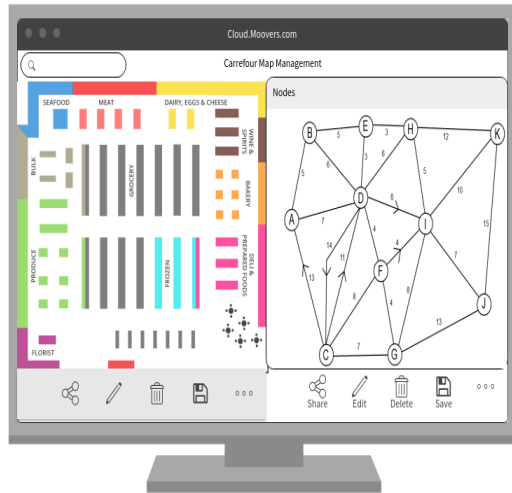 Cloud.Moovers.com
Carrefour Map Management
SEAFOOD
MEAT
DAIRY, EGGS & CHEESE
WINE &
SPIRITS
BULK
GROCERY
BAKERY
PRODUCE
FROZEN
DELI &
PREPARED FOODS
FLORIST
Nodes
B
5
E
3
H
12
K
6
3
6
5
5
10
15
D
6
A
7
4
I
14
11
4
7
13
F
8
4
8
J
13
C
7
G
Share
Edit
Delete
Save